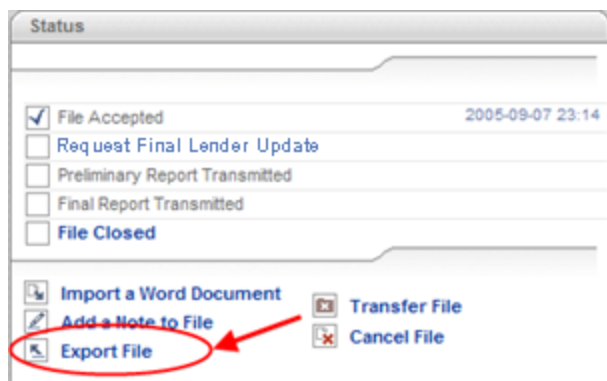 Status
File Accepted 2005-09-07 23:14
Request Final Lender Update
Preliminary Report Transmitted
Final Report Transmitted
File Closed
Import a Word Document
Add a Note to File
Export File
Transfer File
Cancel File